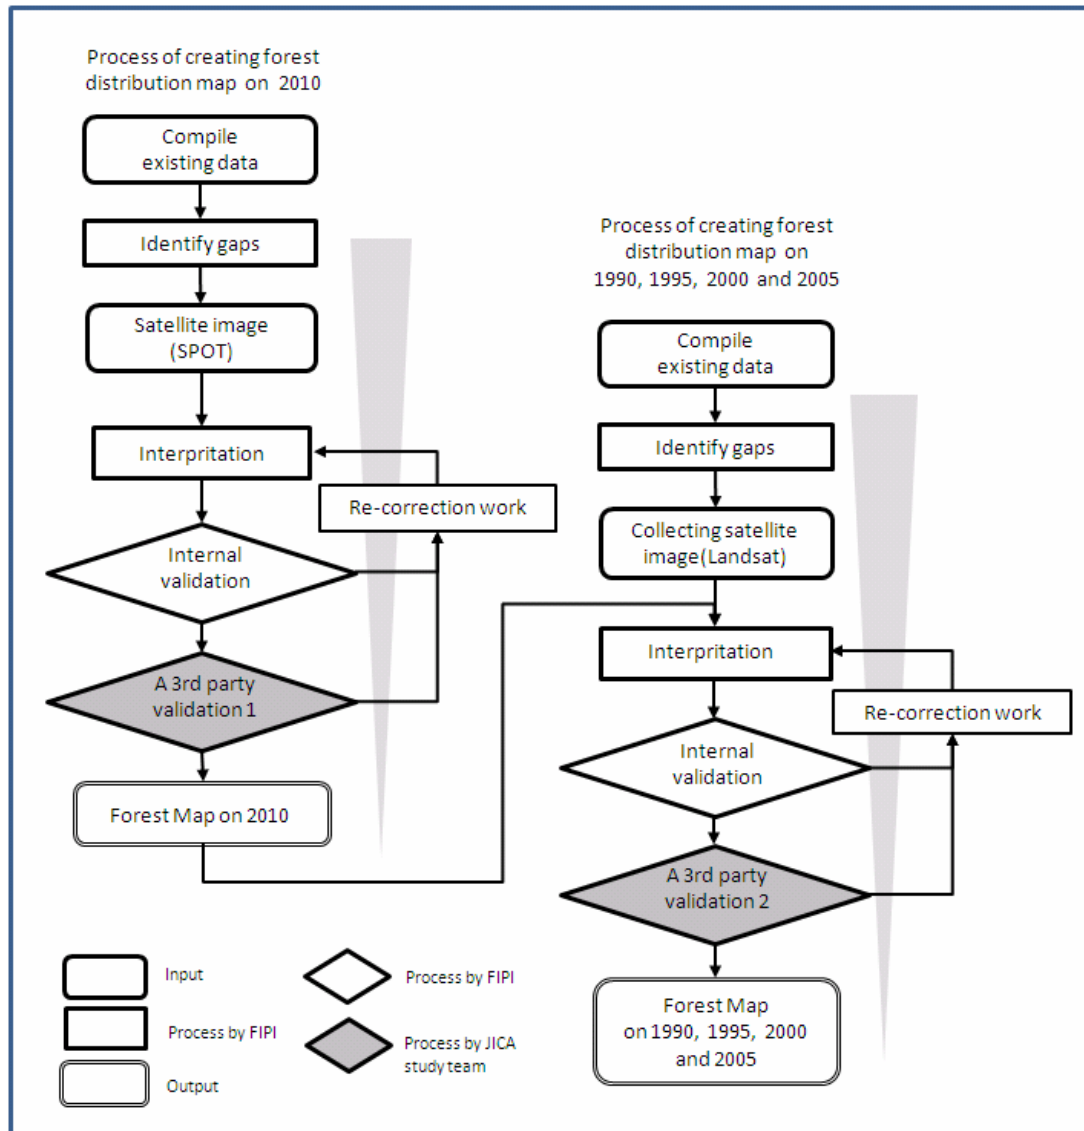 Process of creating forest
distribution map on 2010
Compile
existing data
Identify gaps
Satellite image
(SPOT)
Interpritation
Re-correction work
Internal
validation
A 3rd party
validation 1
Forest Map on 2010
Process of creating forest
distribution map on
1990, 1995, 2000 and 2005
Compile
existing data
Identify gaps
Collecting satellite
image(Landsat)
Interpritation
Re-correction work
Internal
validation
A 3rd party
validation 2
Forest Map
on 1990, 1995, 2000
and 2005
Input
Process by FIPI
Output
Process by FIPI
Process by JICA
study team